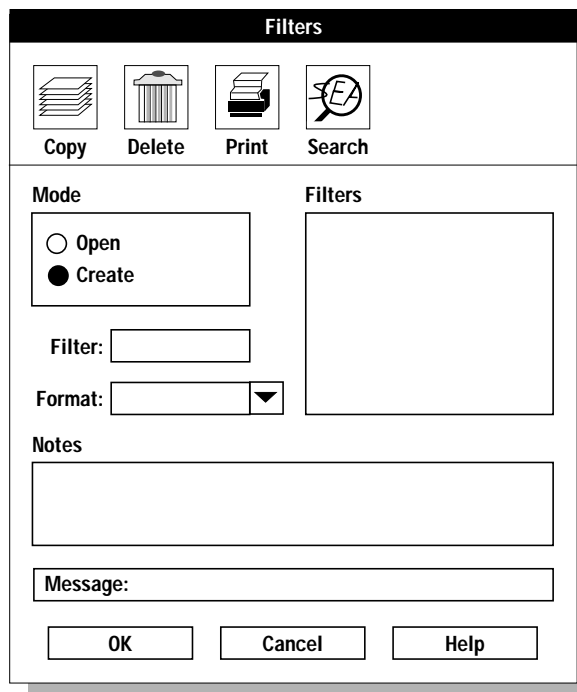 Filters
Copy Delete Print Search
Mode
Filters
Open
Create
Filter:
Format:
Notes
Message:
OK Cancel Help